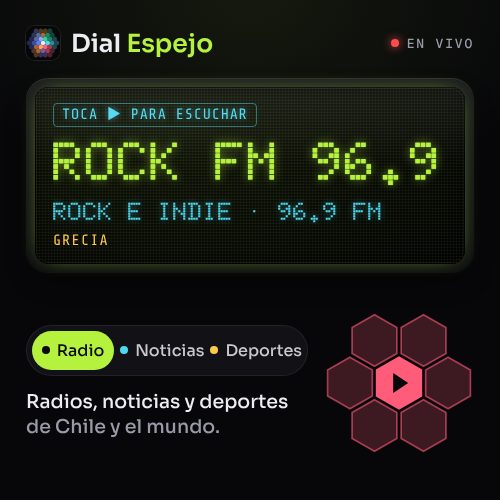 Dial Espejo
EN VIVO
TOCA ▶ PARA ESCUCHAR
ROCK FM 96.9
ROCK E INDIE · 96.9 FM
GRECIA
Radio
Noticias
Deportes
Radios, noticias y deportes
de Chile y el mundo.